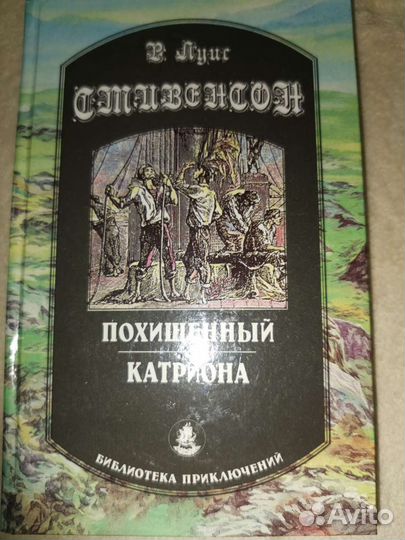 Р. Луис
СТИВЕНСОН
ПОХИЩЕННЫЙ
КАТРИОНА
БИБЛИОТЕКА ПРИКЛЮЧЕНИЙ
Avito